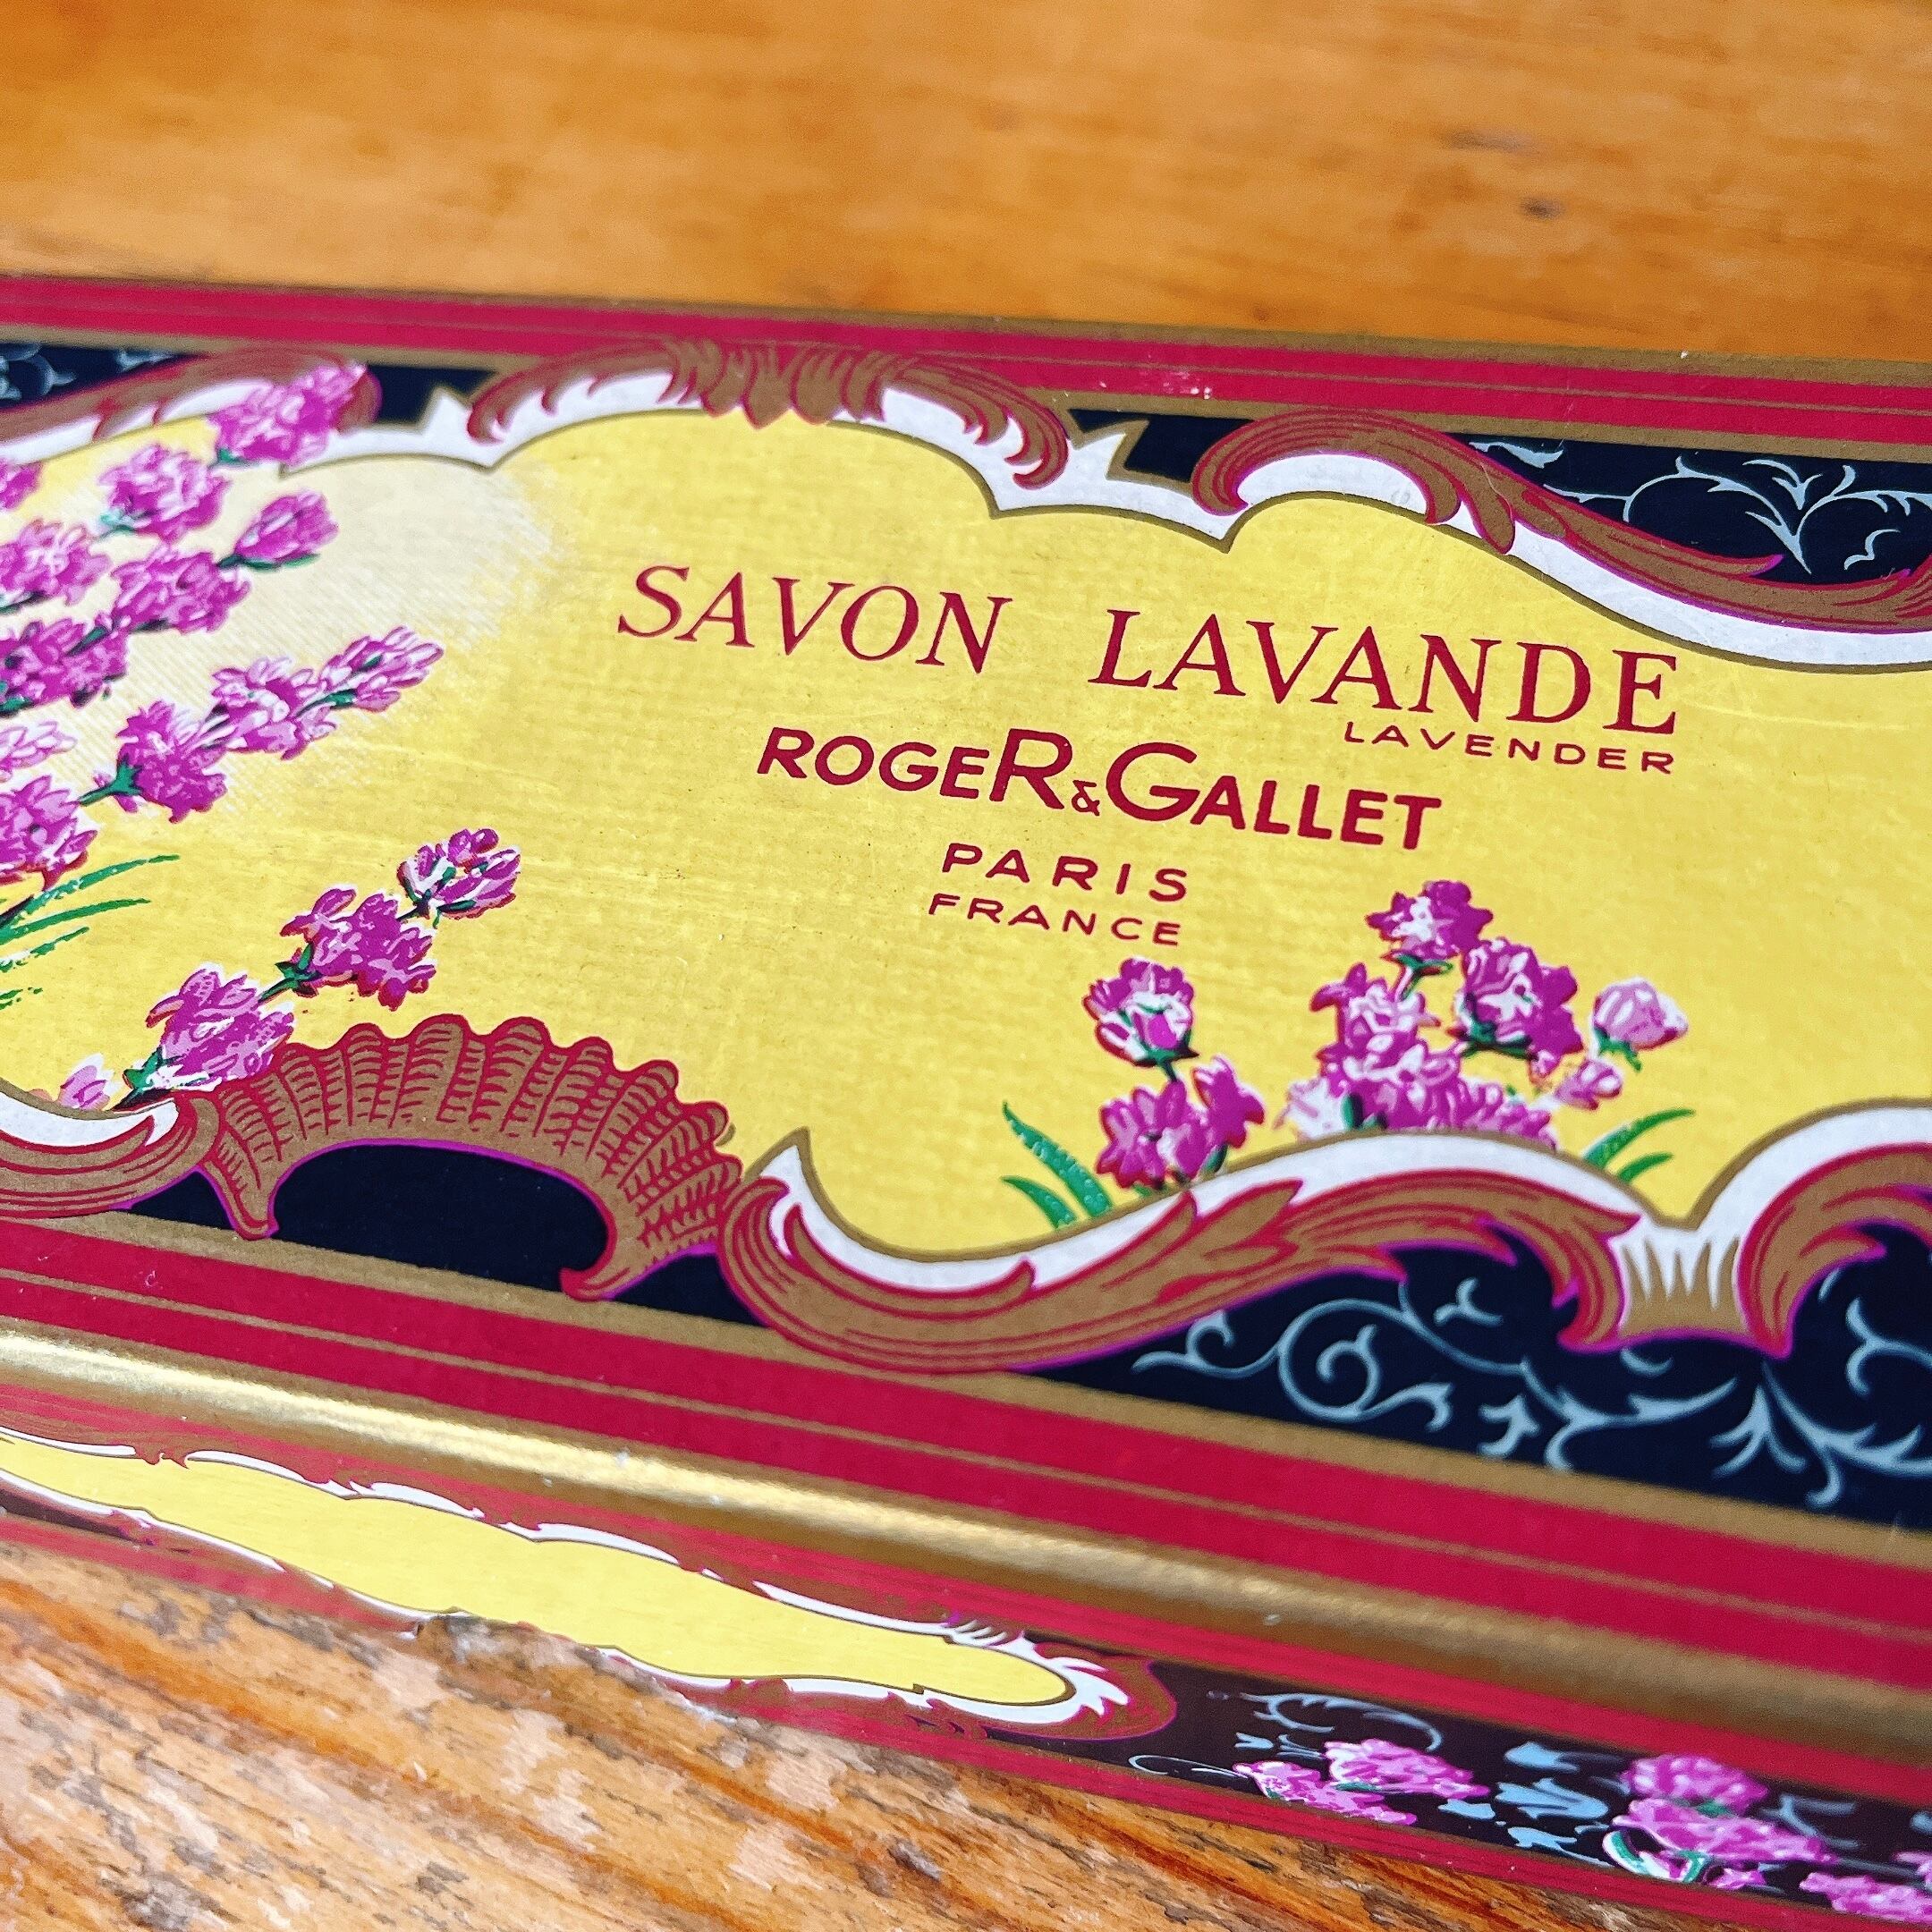 SAVON LAVANDE
LAVENDER
ROGER&GALLET
PARIS
FRANCE